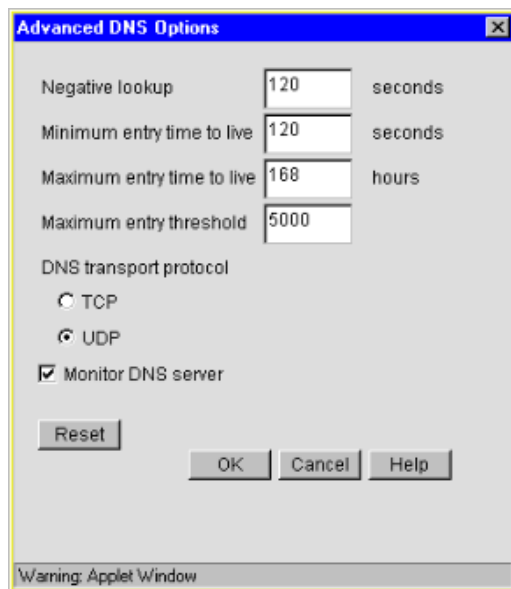 Advanced DNS Options
Negative lookup 120 seconds
Minimum entry time to live 120 seconds
Maximum entry time to live 168 hours
Maximum entry threshold 5000
DNS transport protocol
TCP
UDP
Monitor DNS server
Reset
OK Cancel Help
Warning: Applet Window